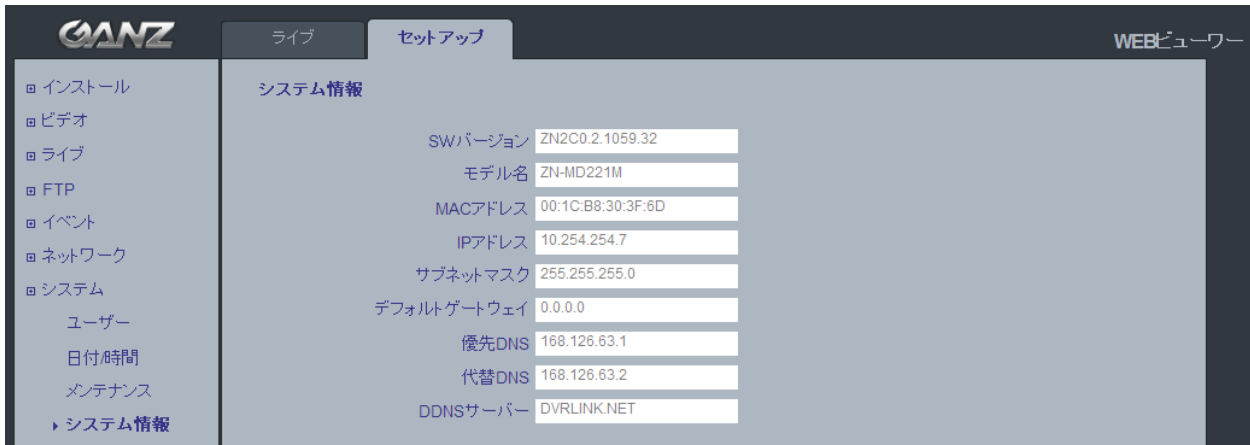 GANZ
ライブ
セットアップ
WEBビューワー
インストール
ビデオ
ライブ
FTP
イベント
ネットワーク
システム
ユーザー
日付/時間
メンテナンス
システム情報
システム情報
SWバージョン ZN2C0.2.1059.32
モデル名 ZN-MD221M
MACアドレス 00:1C:B8:30:3F:6D
IPアドレス 10.254.254.7
サブネットマスク 255.255.255.0
デフォルトゲートウェイ 0.0.0.0
優先DNS 168.126.63.1
代替DNS 168.126.63.2
DDNSサーバー DVRLINK.NET